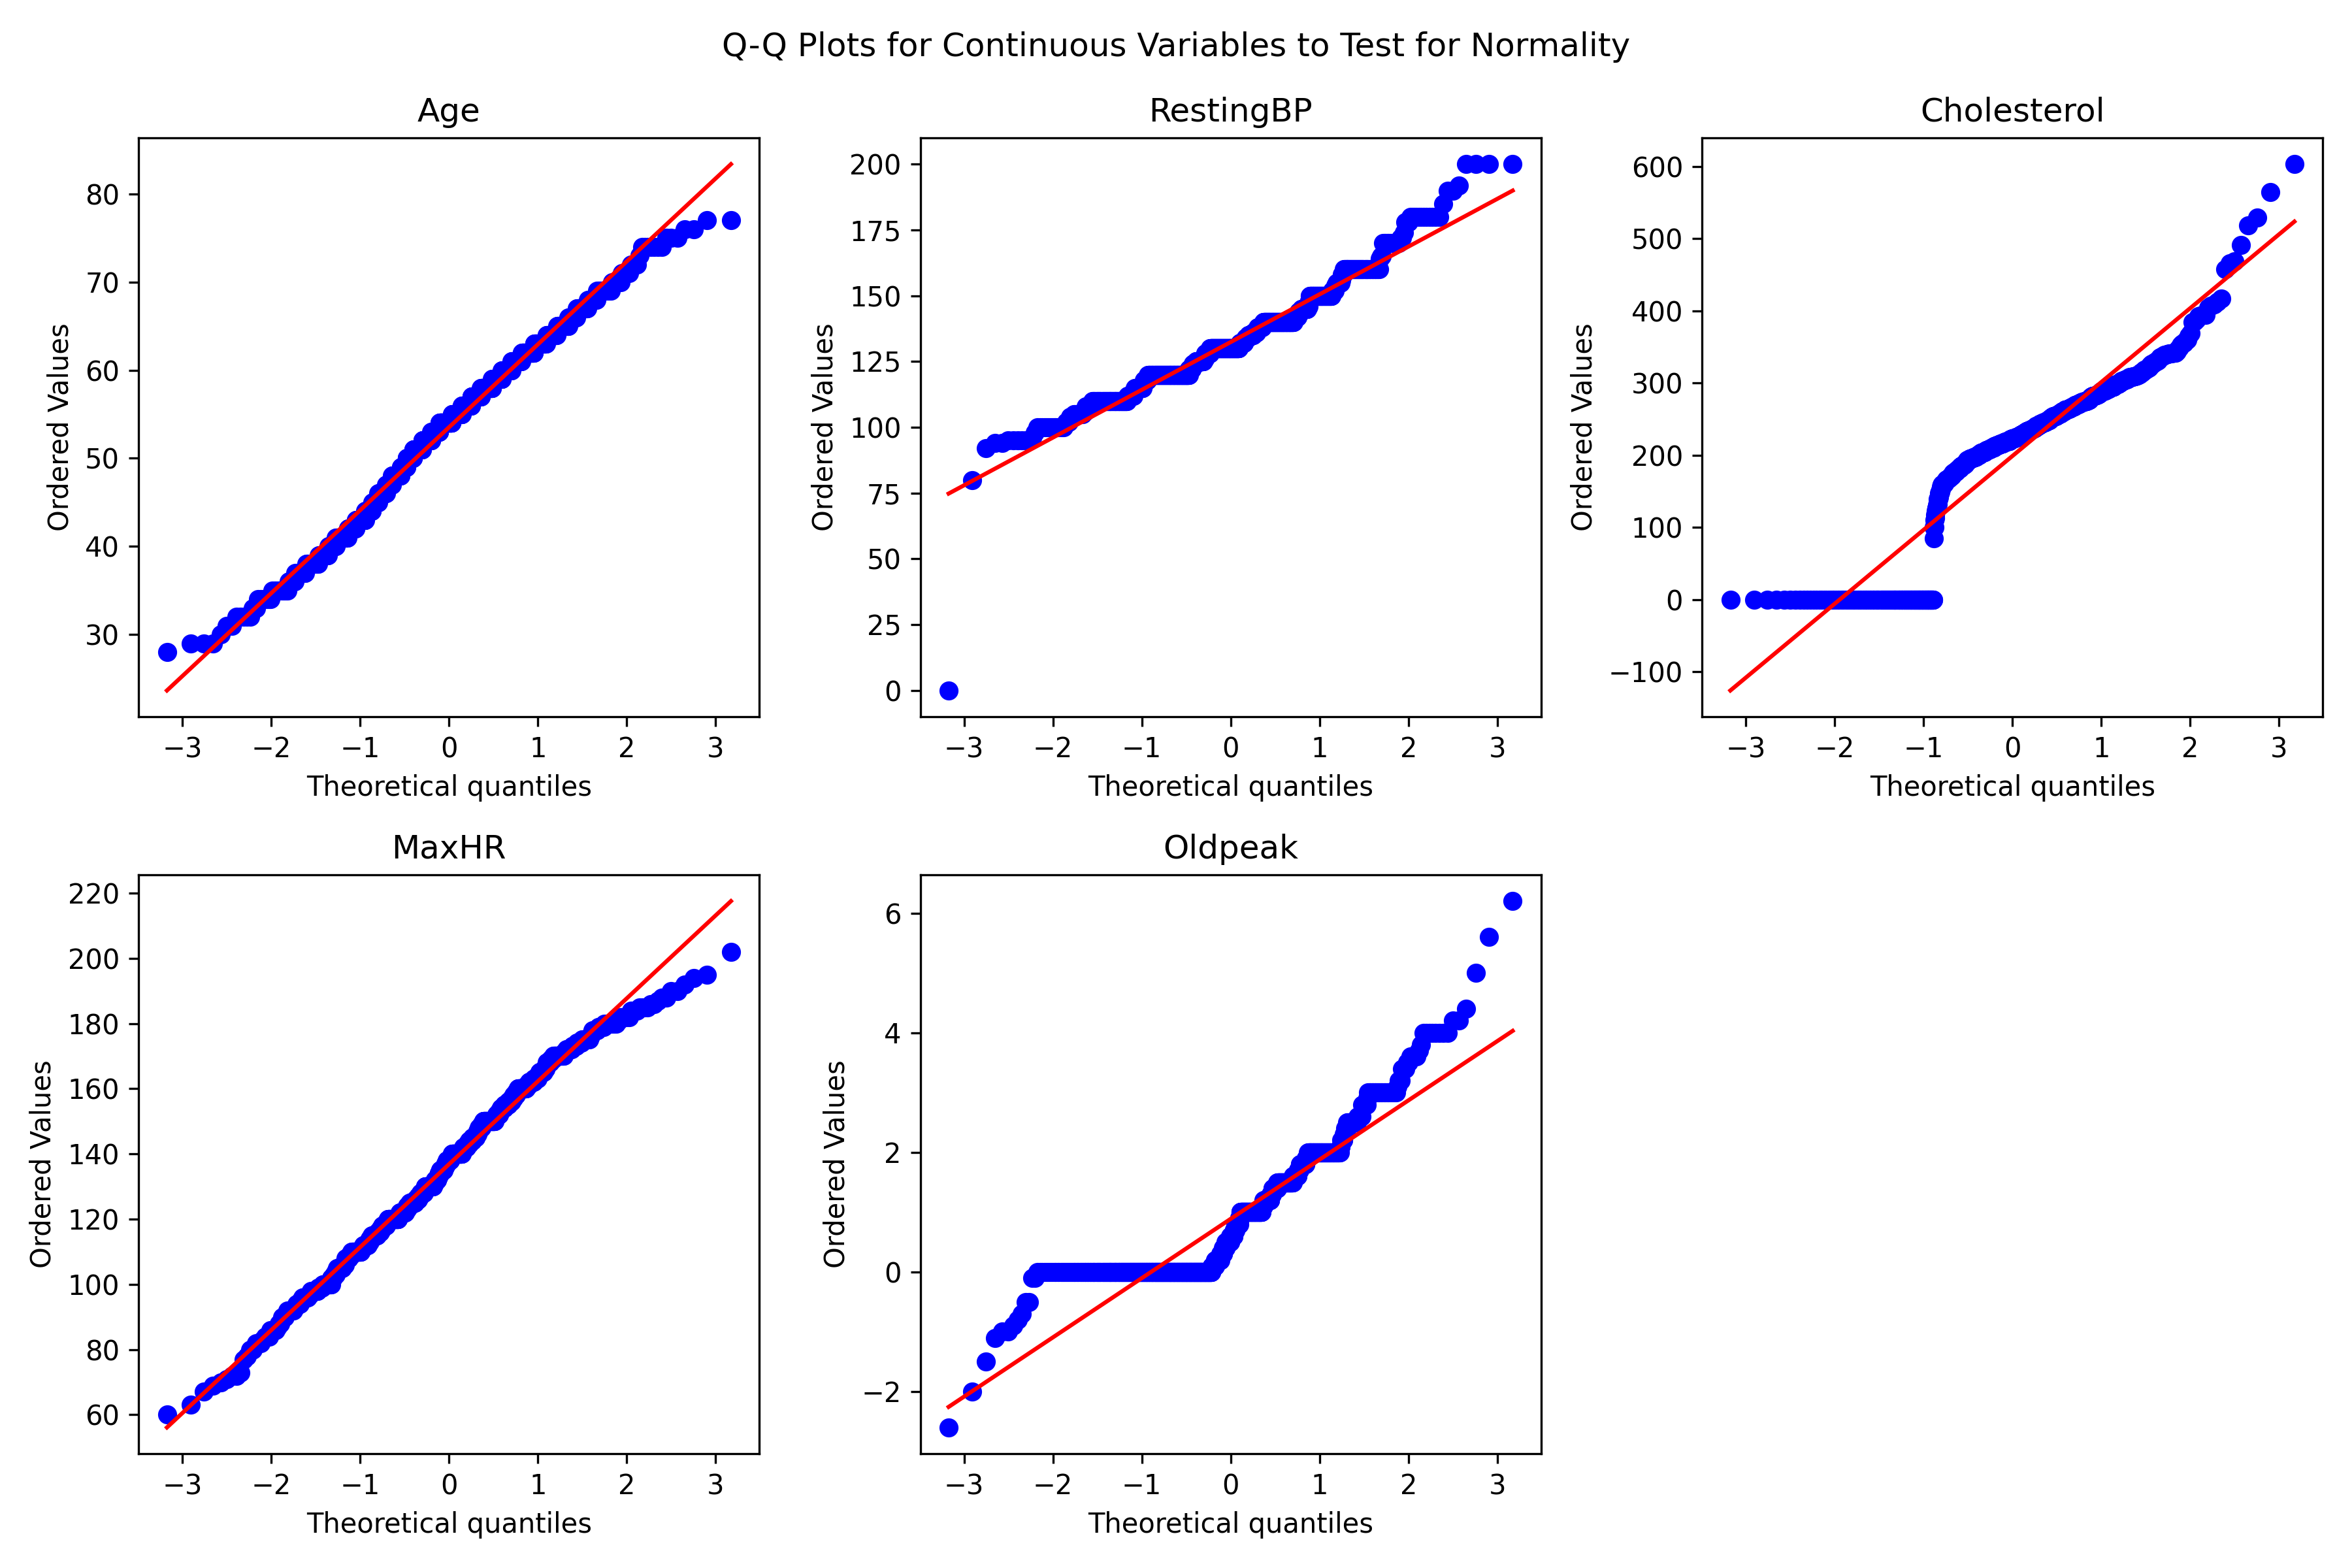 Q-Q Plots for Continuous Variables to Test for Normality
Age
Ordered Values
80
70
60
50
40
30
−3 −2 −1 0 1 2 3
Theoretical quantiles
RestingBP
Ordered Values
200
175
150
125
100
75
50
25
0
−3 −2 −1 0 1 2 3
Theoretical quantiles
Cholesterol
Ordered Values
600
500
400
300
200
100
0
−100
−3 −2 −1 0 1 2 3
Theoretical quantiles
MaxHR
Ordered Values
220
200
180
160
140
120
100
80
60
−3 −2 −1 0 1 2 3
Theoretical quantiles
Oldpeak
Ordered Values
6
4
2
0
−2
−3 −2 −1 0 1 2 3
Theoretical quantiles